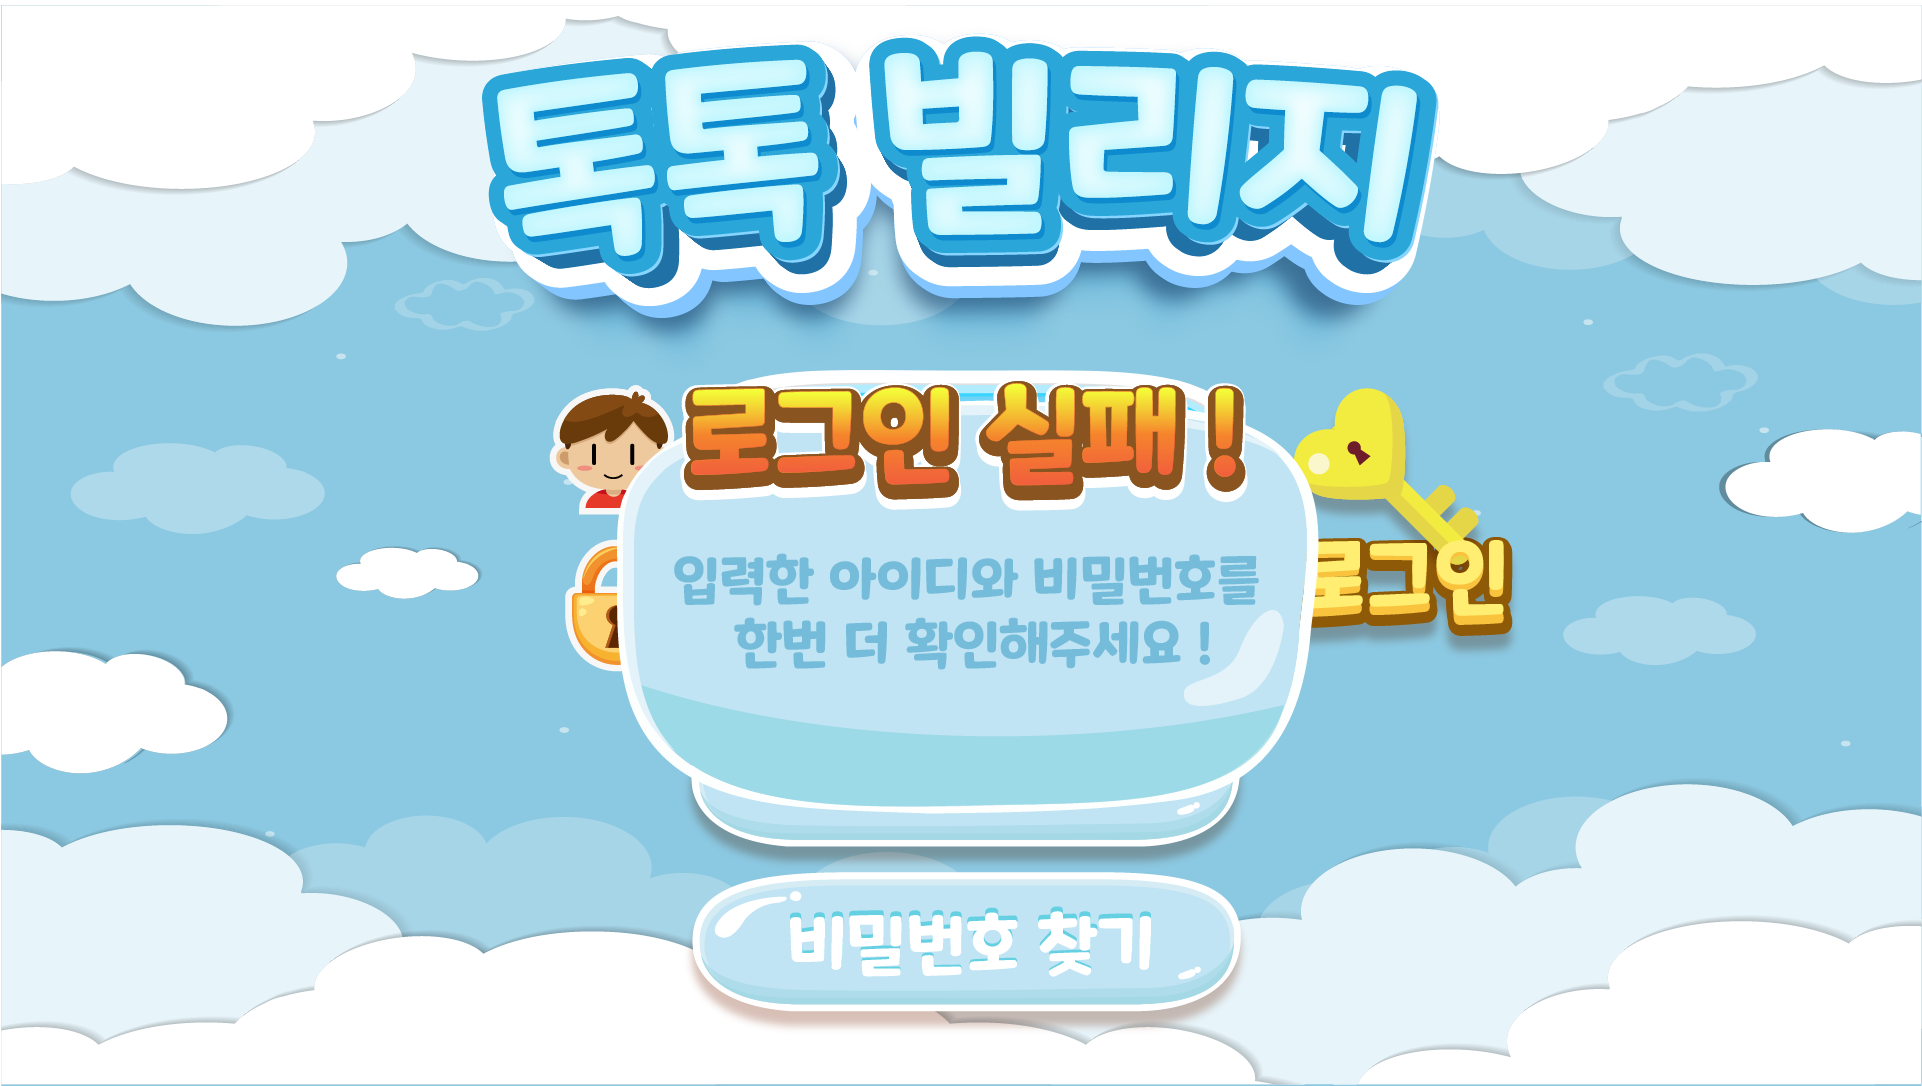 톡톡 빌리지
로그인 실패 !
입력한 아이디와 비밀번호를
한번 더 확인해주세요 !
로그인
비밀번호 찾기